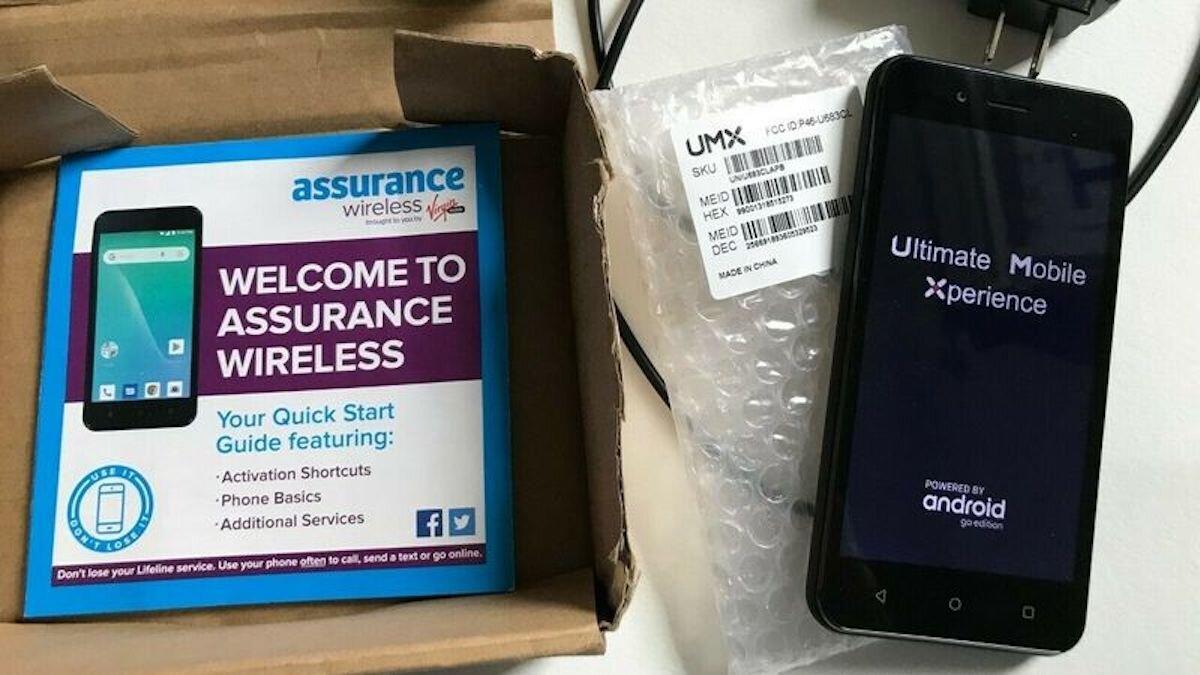 assurance
wireless
brought to you by
Virgin
WELCOME TO
ASSURANCE
WIRELESS
Your Quick Start
Guide featuring:
· Activation Shortcuts
· Phone Basics
· Additional Services
USE IT
DON'T LOSE IT
Don't lose your Lifeline service. Use your phone often to call, send a text or go online.
UMX
FCC ID:P46-U683CL
SKU
UNIU683CLAPB
MEID
HEX
MEID
DEC
MADE IN CHINA
Ultimate Mobile
Xperience
POWERED BY
android
go edition